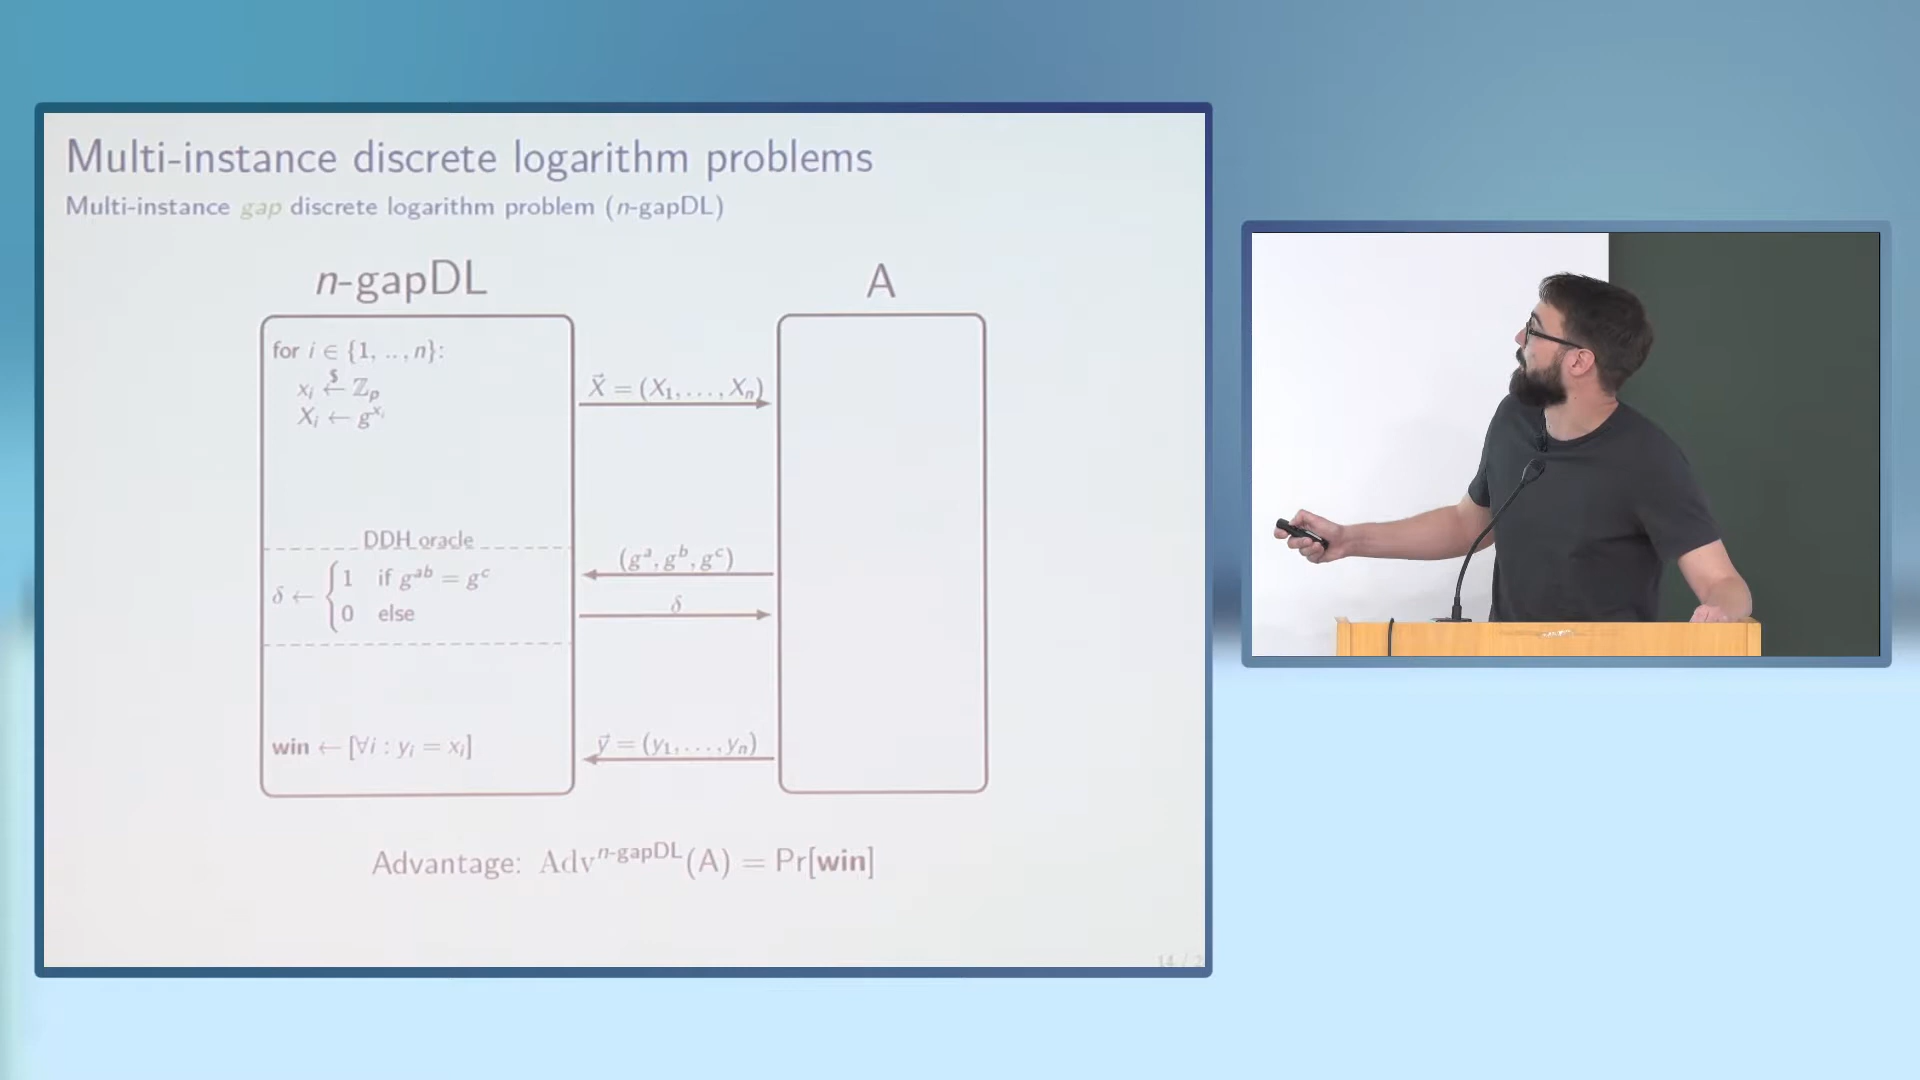 Multi-instance discrete logarithm problems
Multi-instance gap discrete logarithm problem (n-gapDL)
n-gapDL
A
for i ∈ {1, .., n}:
x_i ←$ ℤ_p
X_i ← g^{x_i}
X⃗ = (X_1, . . . , X_n)
DDH oracle
(g^a, g^b, g^c)
δ ← { 1 if g^{ab} = g^c
0 else
δ
win ← [∀i : y_i = x_i]
y⃗ = (y_1, . . . , y_n)
Advantage: Adv^{n-gapDL}(A) = Pr[win]
14 / 2